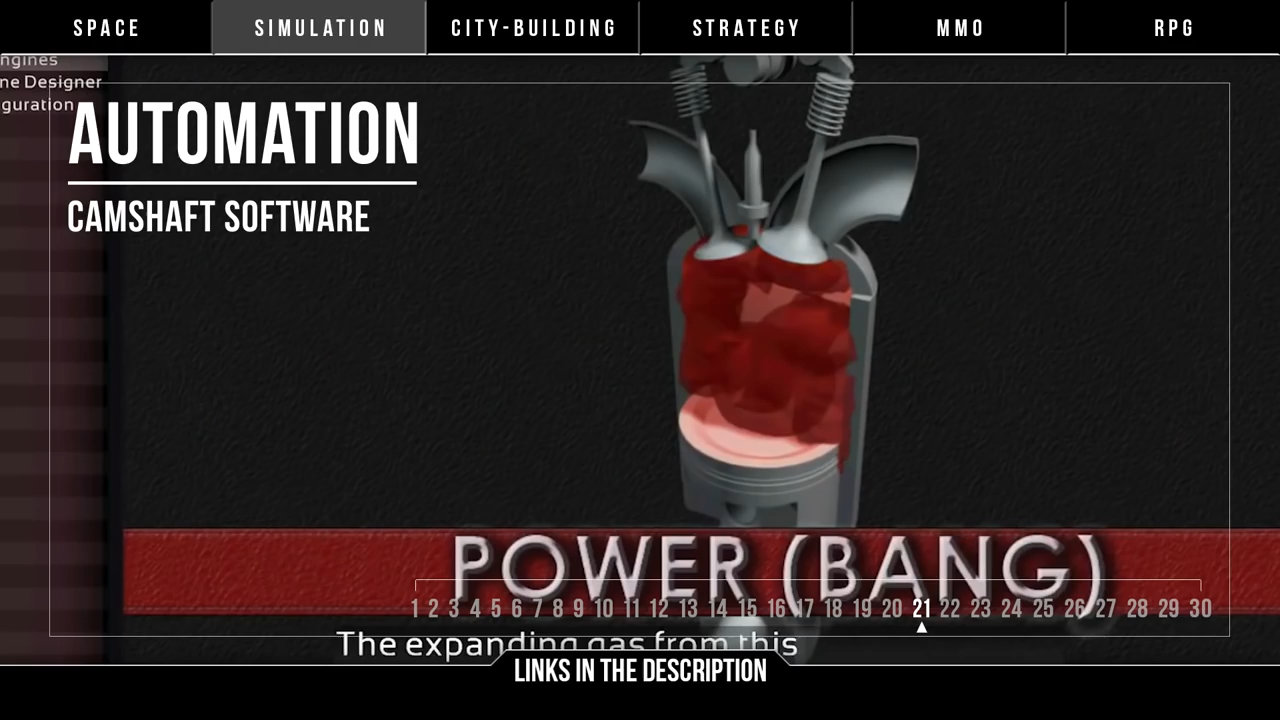 SPACE
SIMULATION
CITY-BUILDING
STRATEGY
MMO
RPG
ngines
ne Designer
guration
AUTOMATION
CAMSHAFT SOFTWARE
POWER (BANG)
1 2 3 4 5 6 7 8 9 10 11 12 13 14 15 16 17 18 19 20 21 22 23 24 25 26 27 28 29 30
The expanding gas from this
LINKS IN THE DESCRIPTION